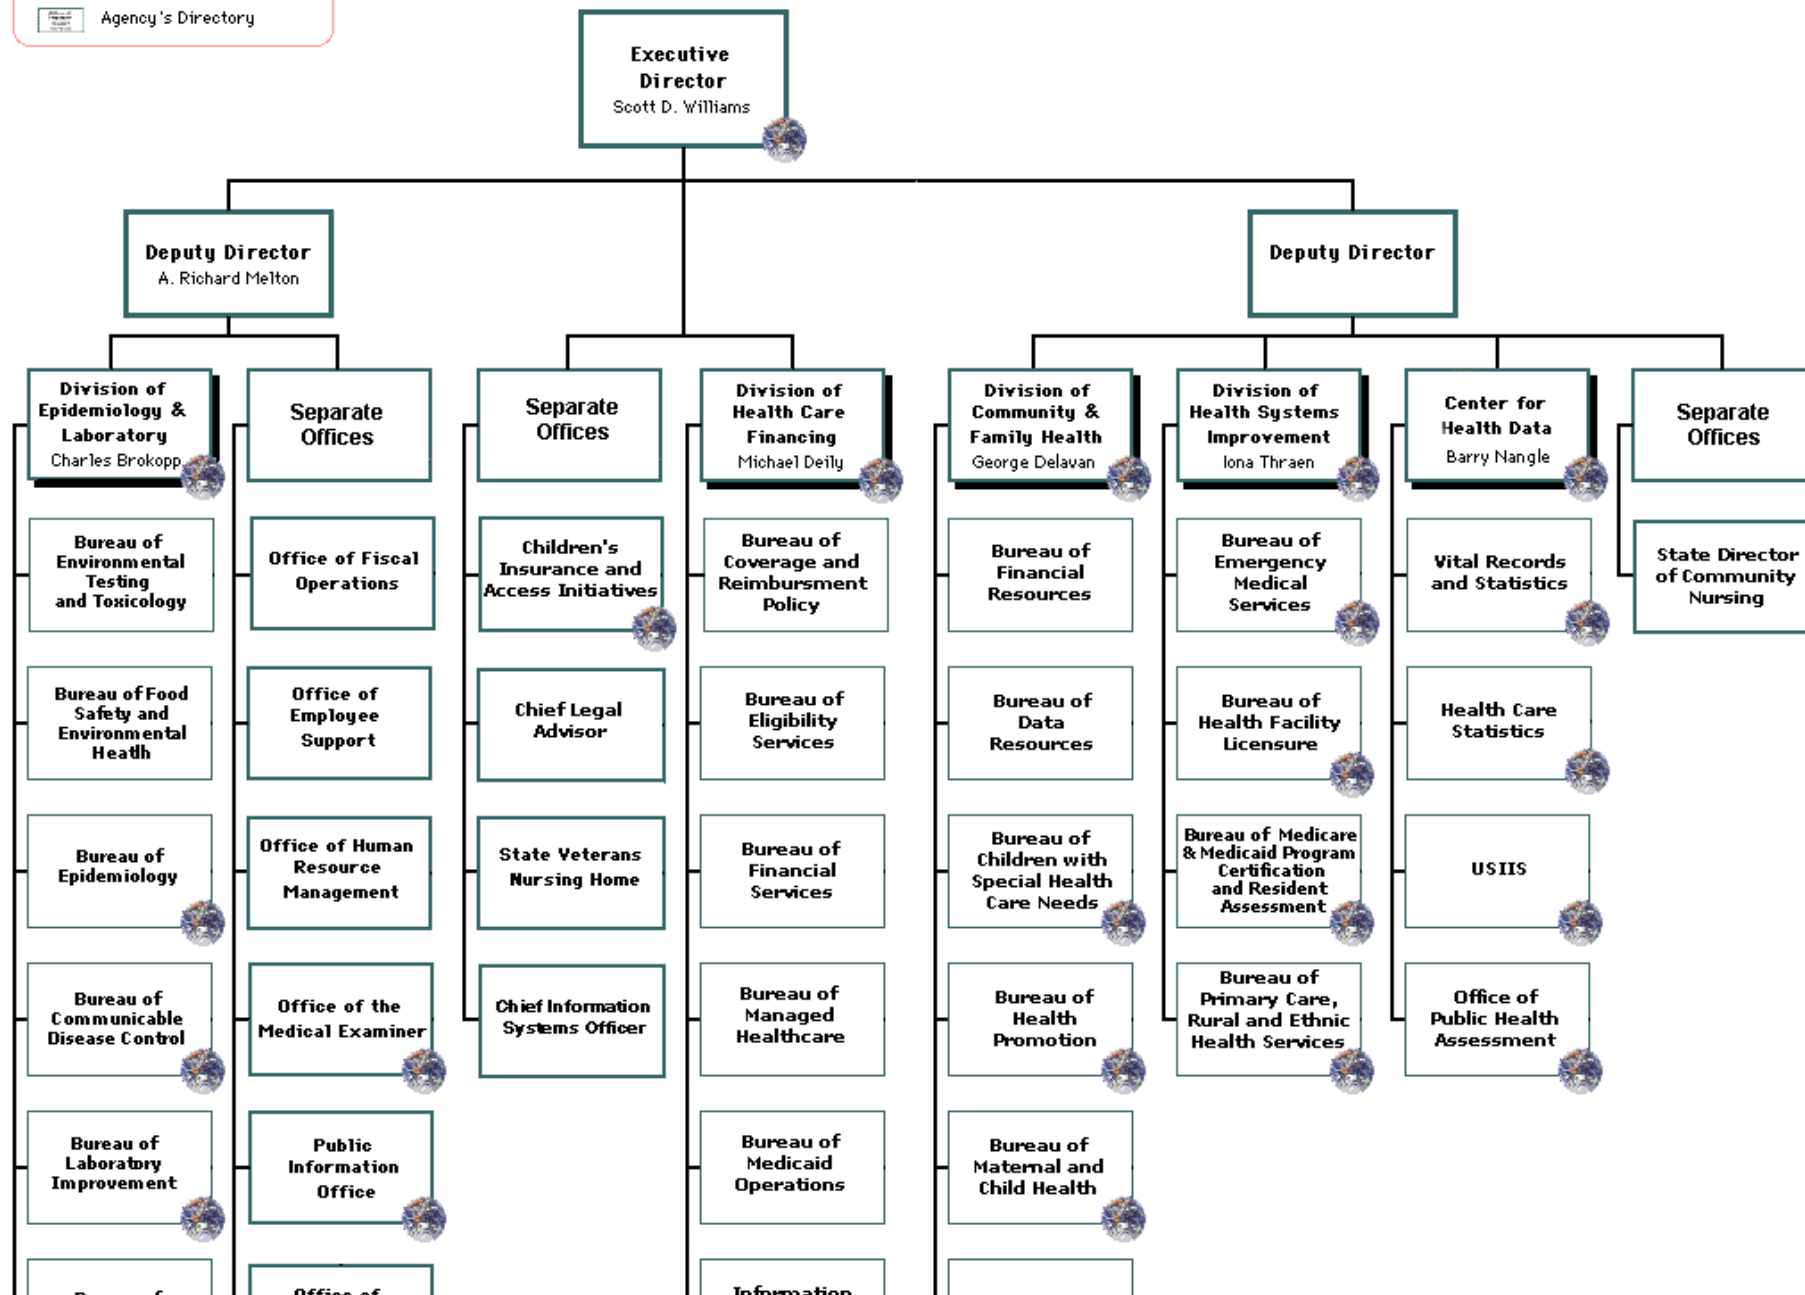 Agency's Directory
Executive
Director
Scott D. Williams
Deputy Director
A. Richard Melton
Deputy Director
Division of
Epidemiology &
Laboratory
Charles Brokopp
Separate
Offices
Separate
Offices
Division of
Health Care
Financing
Michael Deily
Division of
Community &
Family Health
George Delavan
Division of
Health Systems
Improvement
Iona Thraen
Center for
Health Data
Barry Nangle
Separate
Offices
Bureau of
Environmental
Testing
and Toxicology
Office of Fiscal
Operations
Children's
Insurance and
Access Initiatives
Bureau of
Coverage and
Reimbursment
Policy
Bureau of
Financial
Resources
Bureau of
Emergency
Medical
Services
Vital Records
and Statistics
State Director
of Community
Nursing
Bureau of Food
Safety and
Environmental
Heatlh
Office of
Employee
Support
Chief Legal
Advisor
Bureau of
Eligibility
Services
Bureau of
Data
Resources
Bureau of
Health Facility
Licensure
Health Care
Statistics
Bureau of
Epidemiology
Office of Human
Resource
Management
State Veterans
Nursing Home
Bureau of
Financial
Services
Bureau of
Children with
Special Health
Care Needs
Bureau of Medicare
& Medicaid Program
Certification
and Resident
Assessment
USIIS
Bureau of
Communicable
Disease Control
Office of the
Medical Examiner
Chief Information
Systems Officer
Bureau of
Managed
Healthcare
Bureau of
Health
Promotion
Bureau of
Primary Care,
Rural and Ethnic
Health Services
Office of
Public Health
Assessment
Bureau of
Laboratory
Improvement
Public
Information
Office
Bureau of
Medicaid
Operations
Bureau of
Maternal and
Child Health
Office of
Information